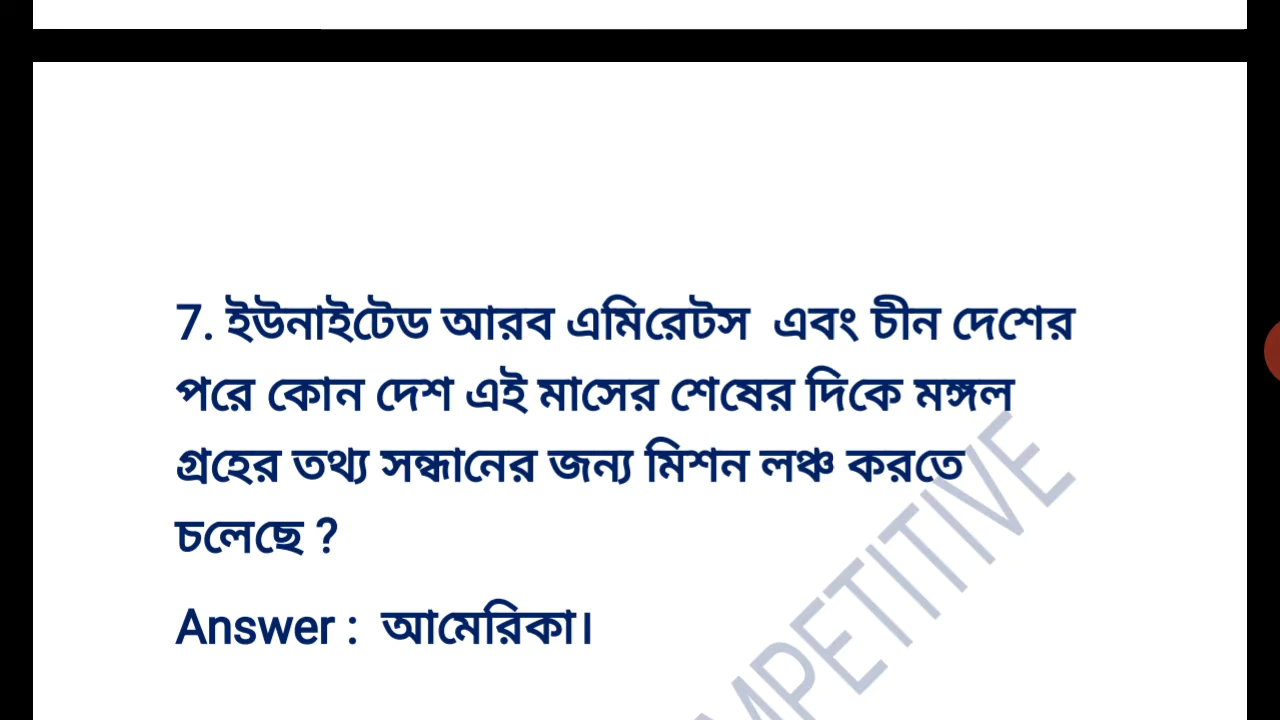 7. ইউনাইটেড আরব এমিরেটস এবং চীন দেশের
পরে কোন দেশ এই মাসের শেষের দিকে মঙ্গল
গ্রহের তথ্য সন্ধানের জন্য মিশন লঞ্চ করতে
চলেছে ?
Answer : আমেরিকা।
MPETITIVE